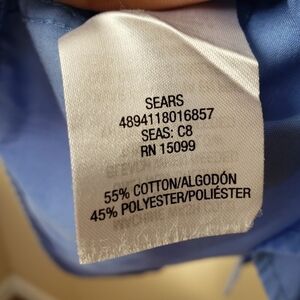 SEARS
4894118016857
SEAS: C8
RN 15099
55% COTTON/ALGODÓN
45% POLYESTER/POLIÉSTER